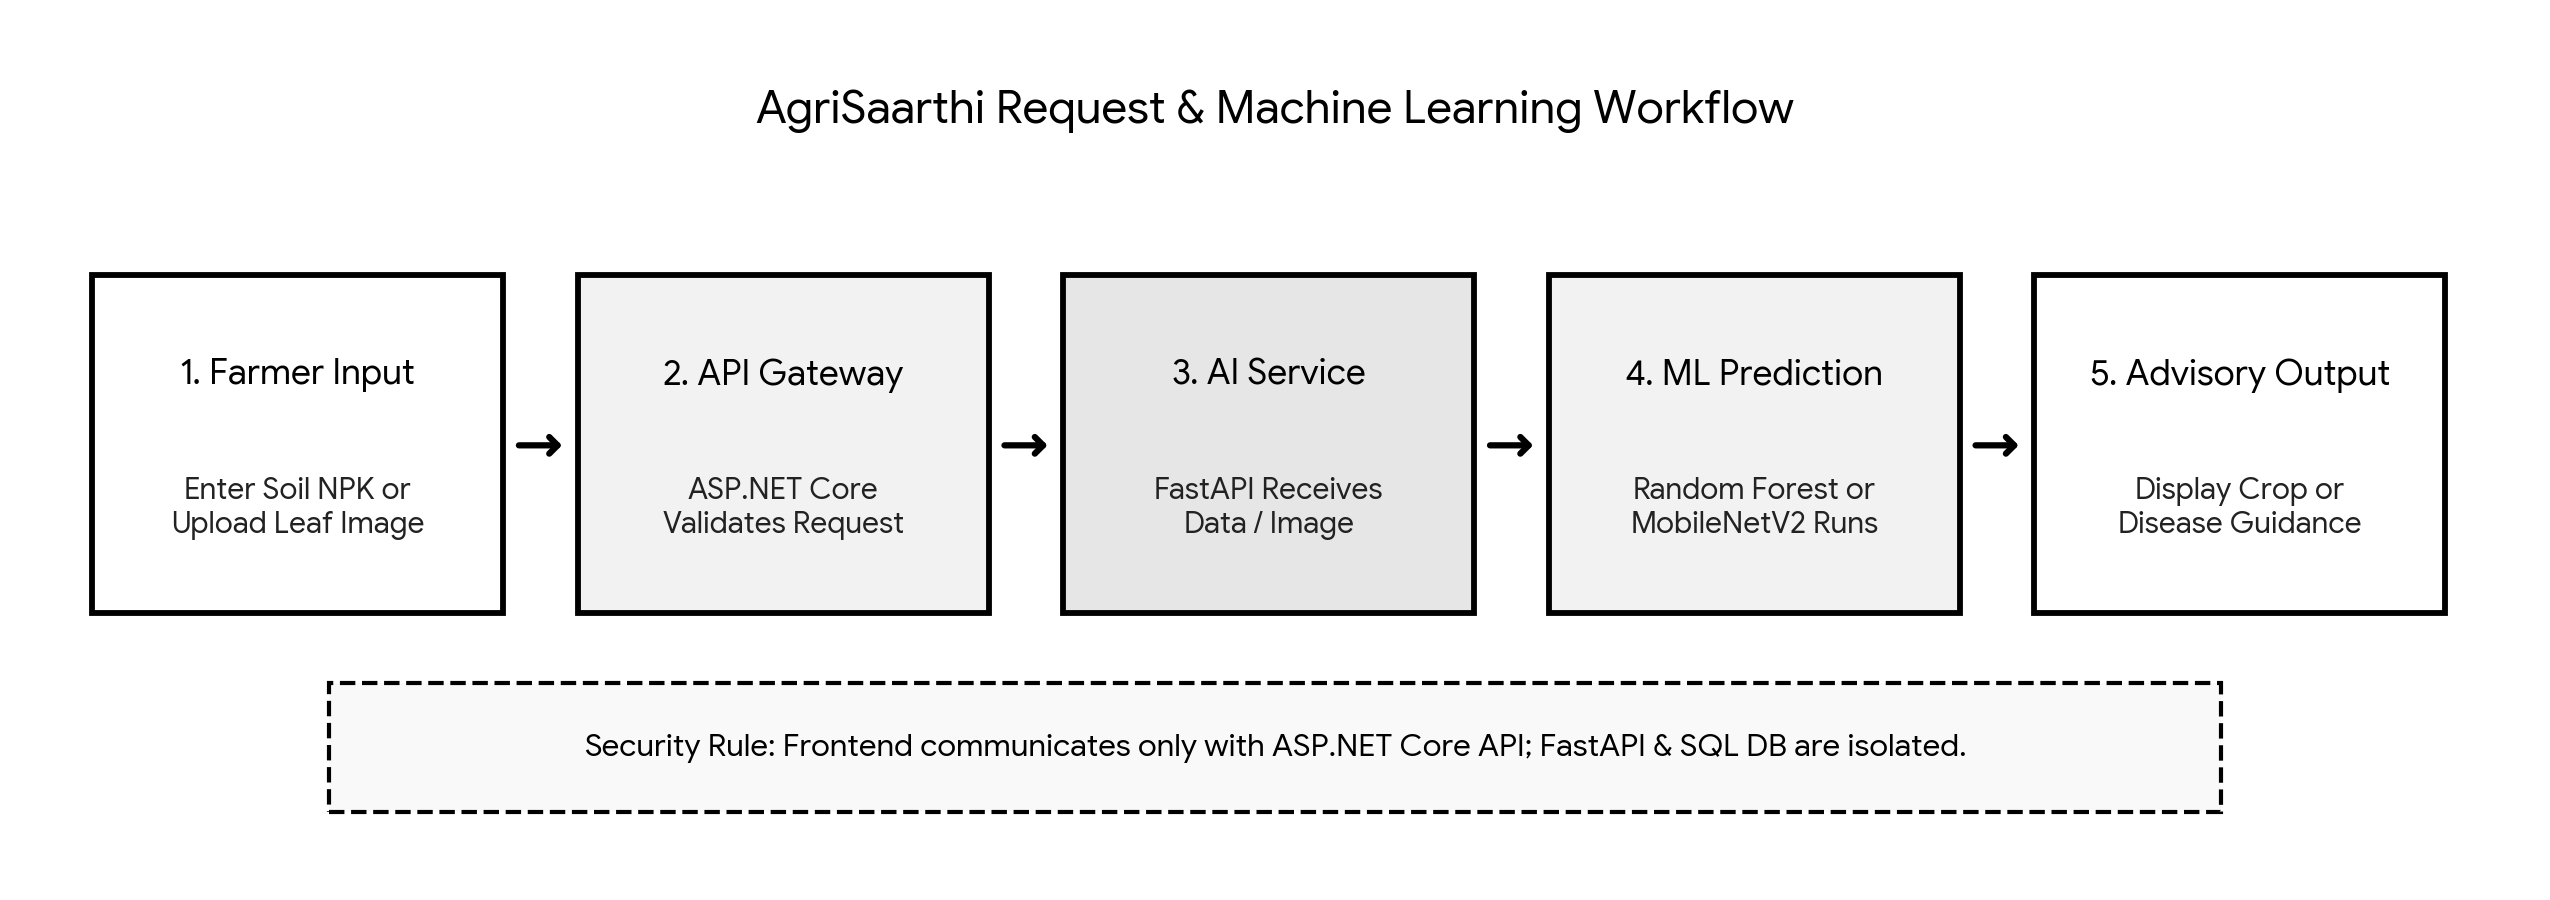 AgriSaarthi Request & Machine Learning Workflow
1. Farmer Input
Enter Soil NPK or
Upload Leaf Image
2. API Gateway
ASP.NET Core
Validates Request
3. AI Service
FastAPI Receives
Data / Image
4. ML Prediction
Random Forest or
MobileNetV2 Runs
5. Advisory Output
Display Crop or
Disease Guidance
Security Rule: Frontend communicates only with ASP.NET Core API; FastAPI & SQL DB are isolated.